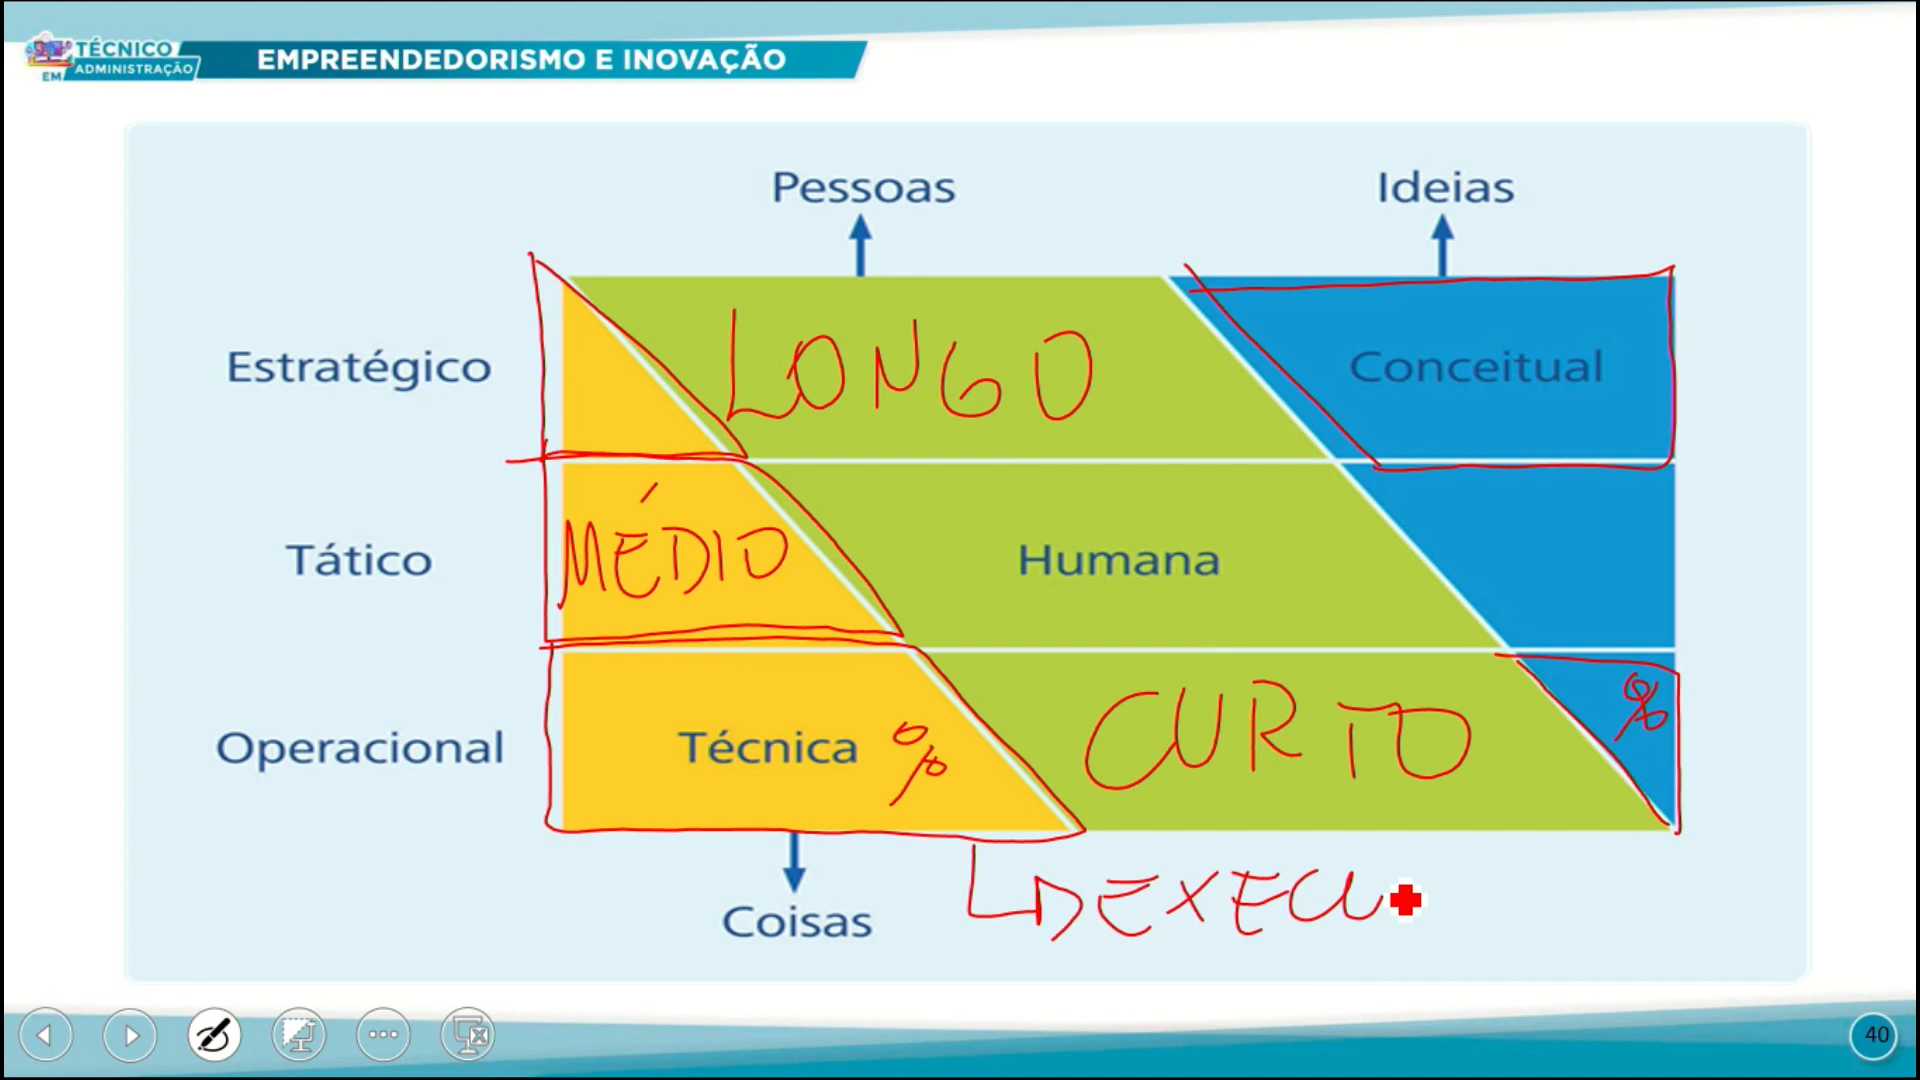 TÉCNICO
EM ADMINISTRAÇÃO
EMPREENDEDORISMO E INOVAÇÃO
Pessoas
Ideias
Estratégico
LONGO
Conceitual
Tático
MÉDIO
Humana
Operacional
Técnica
%
CURTO
%
Coisas
EXECU
40